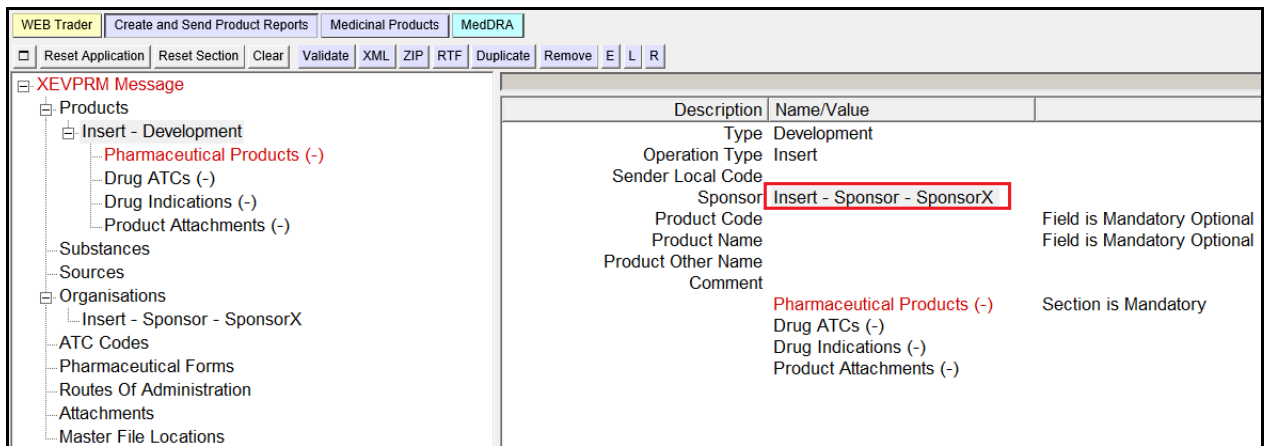 WEB Trader Create and Send Product Reports Medicinal Products MedDRA
Reset Application Reset Section Clear Validate XML ZIP RTF Duplicate Remove E L R
XEVPRM Message
Products
Insert - Development
Pharmaceutical Products (-)
Drug ATCs (-)
Drug Indications (-)
Product Attachments (-)
Substances
Sources
Organisations
Insert - Sponsor - SponsorX
ATC Codes
Pharmaceutical Forms
Routes Of Administration
Attachments
Master File Locations
Description Name/Value
Type Development
Operation Type Insert
Sender Local Code
Sponsor Insert - Sponsor - SponsorX
Product Code Field is Mandatory Optional
Product Name Field is Mandatory Optional
Product Other Name
Comment
Pharmaceutical Products (-) Section is Mandatory
Drug ATCs (-)
Drug Indications (-)
Product Attachments (-)